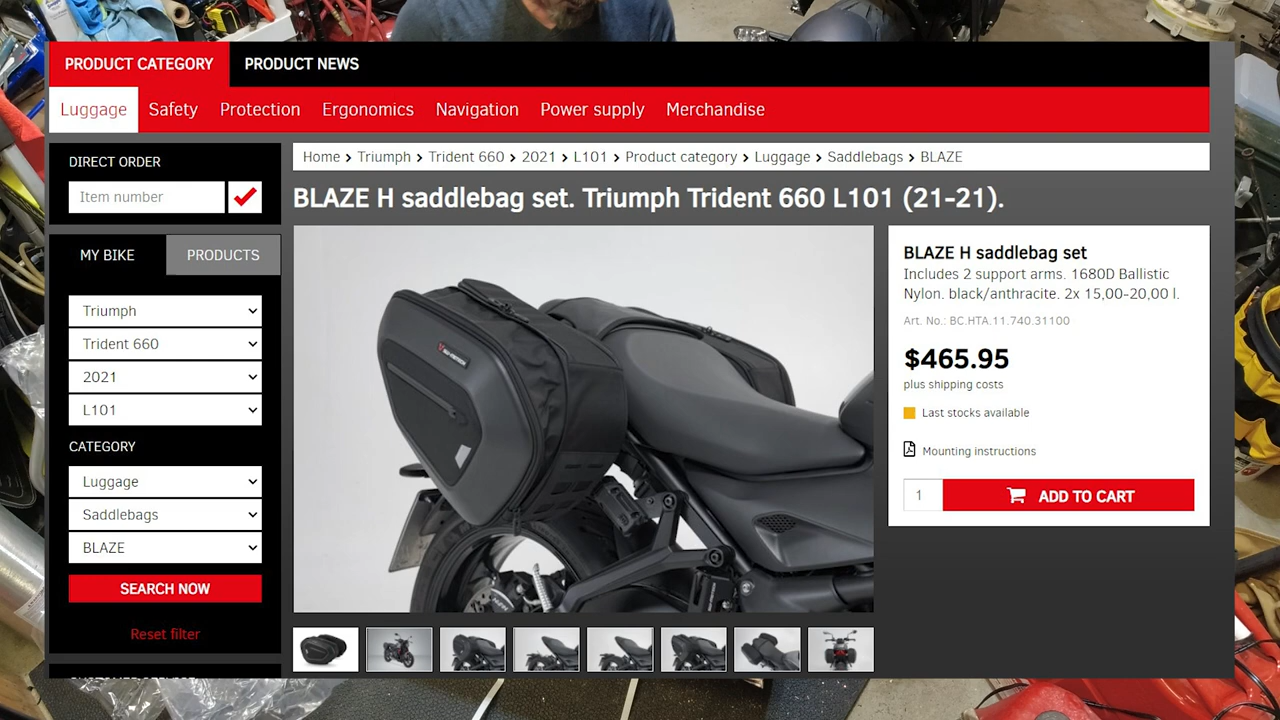 PRODUCT CATEGORY
PRODUCT NEWS
Luggage
Safety
Protection
Ergonomics
Navigation
Power supply
Merchandise
DIRECT ORDER
Item number
MY BIKE
PRODUCTS
Triumph
Trident 660
2021
L101
CATEGORY
Luggage
Saddlebags
BLAZE
SEARCH NOW
Reset filter
CUSTOMER SERVICE
Home > Triumph > Trident 660 > 2021 > L101 > Product category > Luggage > Saddlebags > BLAZE
BLAZE H saddlebag set. Triumph Trident 660 L101 (21-21).
SW-MOTECH
BLAZE H saddlebag set
Includes 2 support arms. 1680D Ballistic
Nylon. black/anthracite. 2x 15,00-20,00 l.
Art. No.: BC.HTA.11.740.31100
$465.95
plus shipping costs
Last stocks available
Mounting instructions
1
ADD TO CART